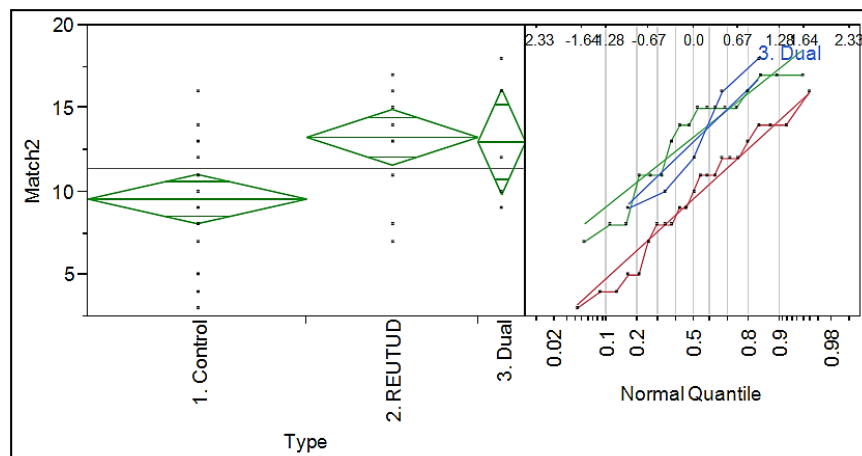 20
15
10
5
Match2
1. Control
2. REUTUD
3. Dual
Type
2.33 -1.64 1.28 -0.67 0.0 0.67 1.28 1.64 2.33
3. Dual
0.02 0.1 0.2 0.5 0.8 0.9 0.98
Normal Quantile